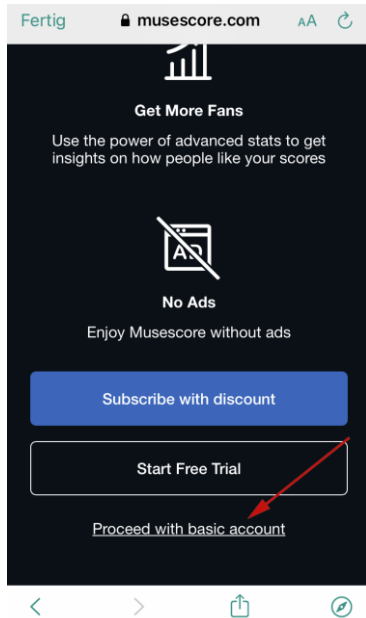 Fertig musescore.com AA
Get More Fans
Use the power of advanced stats to get
insights on how people like your scores
AD
No Ads
Enjoy Musescore without ads
Subscribe with discount
Start Free Trial
Proceed with basic account